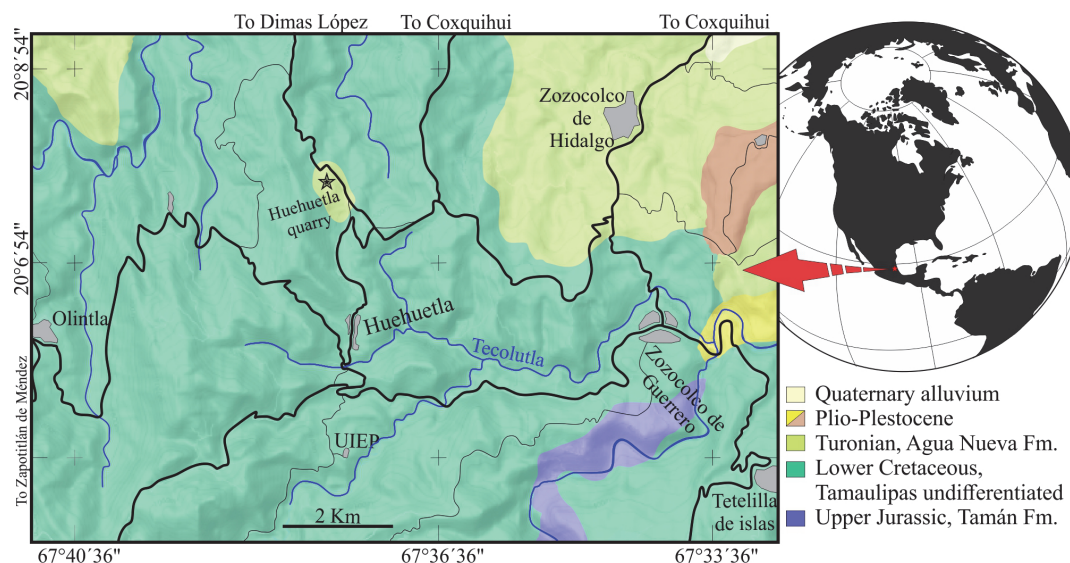 To Dimas López
To Coxquihui
To Coxquihui
20°8'54"
Zozocolco
de
Hidalgo
Huehuetla
quarry
20°6'54"
Olintla
Huehuetla
Tecolutla
Zozocolco de
Guerrero
To Zapotitlán de Méndez
UIEP
2 Km
Tetelilla
de islas
67°40'36"
67°36'36"
67°33'36"
Quaternary alluvium
Plio-Plestocene
Turonian, Agua Nueva Fm.
Lower Cretaceous,
Tamaulipas undifferentiated
Upper Jurassic, Tamán Fm.